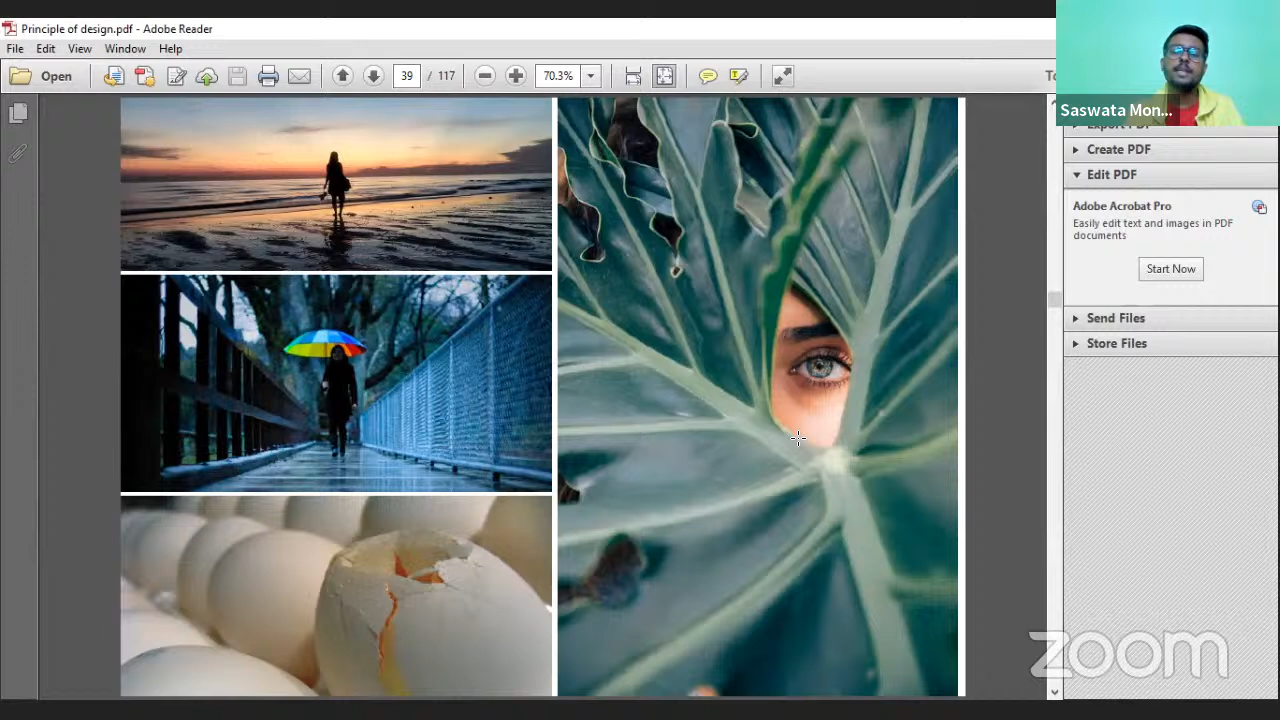 Principle of design.pdf - Adobe Reader
File Edit View Window Help
Open 39 / 117 70.3%
Saswata Mon...
Create PDF
Edit PDF
Adobe Acrobat Pro
Easily edit text and images in PDF
documents
Start Now
Send Files
Store Files
zoom